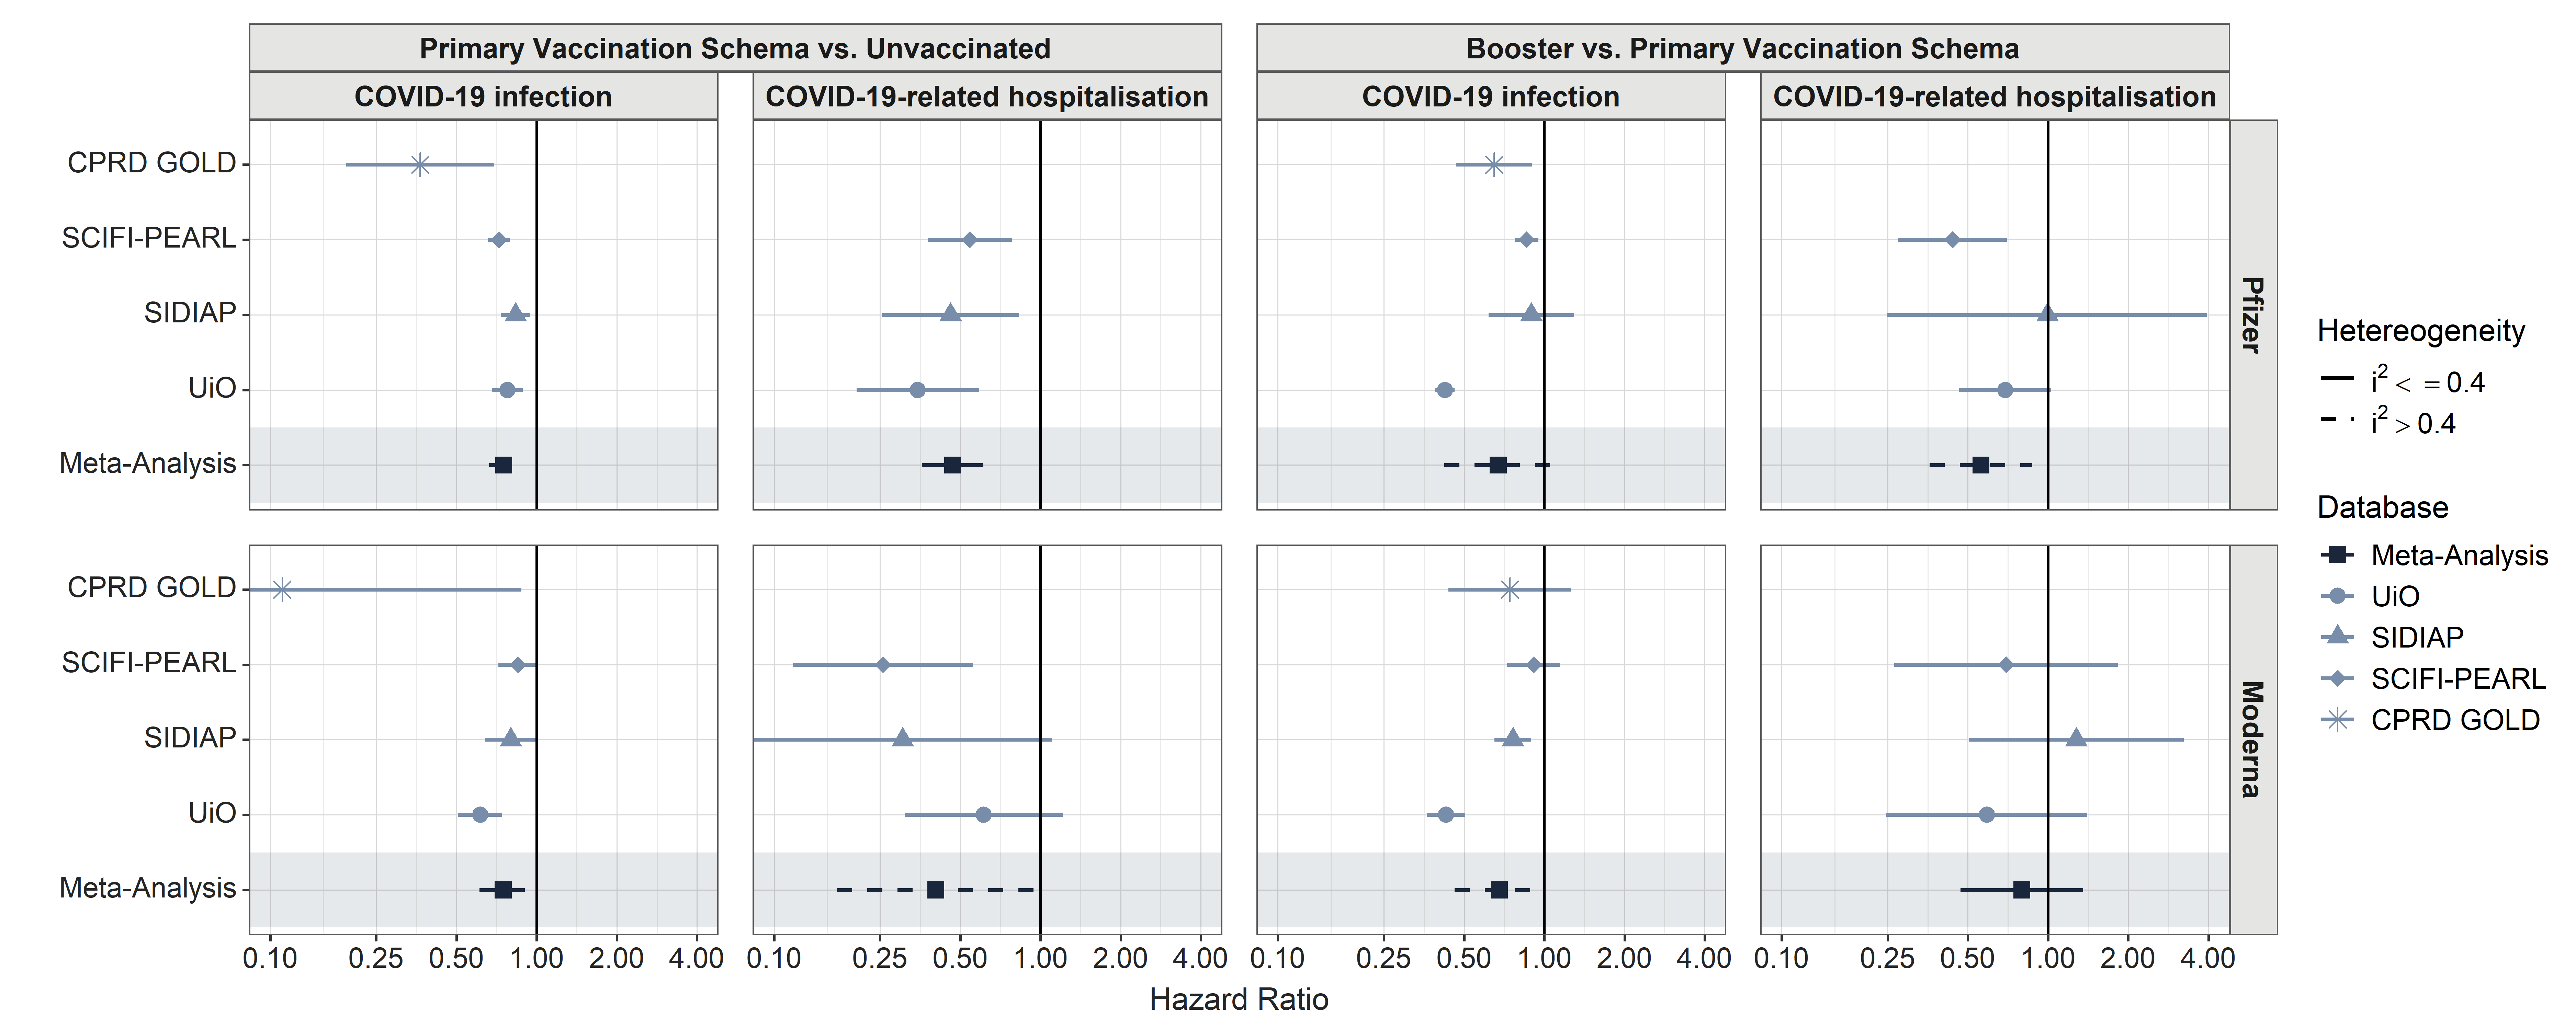 Primary Vaccination Schema vs. Unvaccinated
Booster vs. Primary Vaccination Schema
COVID-19 infection
COVID-19-related hospitalisation
COVID-19 infection
COVID-19-related hospitalisation
CPRD GOLD
SCIFI-PEARL
SIDIAP
UiO
Meta-Analysis
Pfizer
CPRD GOLD
SCIFI-PEARL
SIDIAP
UiO
Meta-Analysis
Moderna
0.10 0.25 0.50 1.00 2.00 4.00
0.10 0.25 0.50 1.00 2.00 4.00
0.10 0.25 0.50 1.00 2.00 4.00
0.10 0.25 0.50 1.00 2.00 4.00
Hazard Ratio
Hetereogeneity
i² < = 0.4
i² > 0.4
Database
Meta-Analysis
UiO
SIDIAP
SCIFI-PEARL
CPRD GOLD